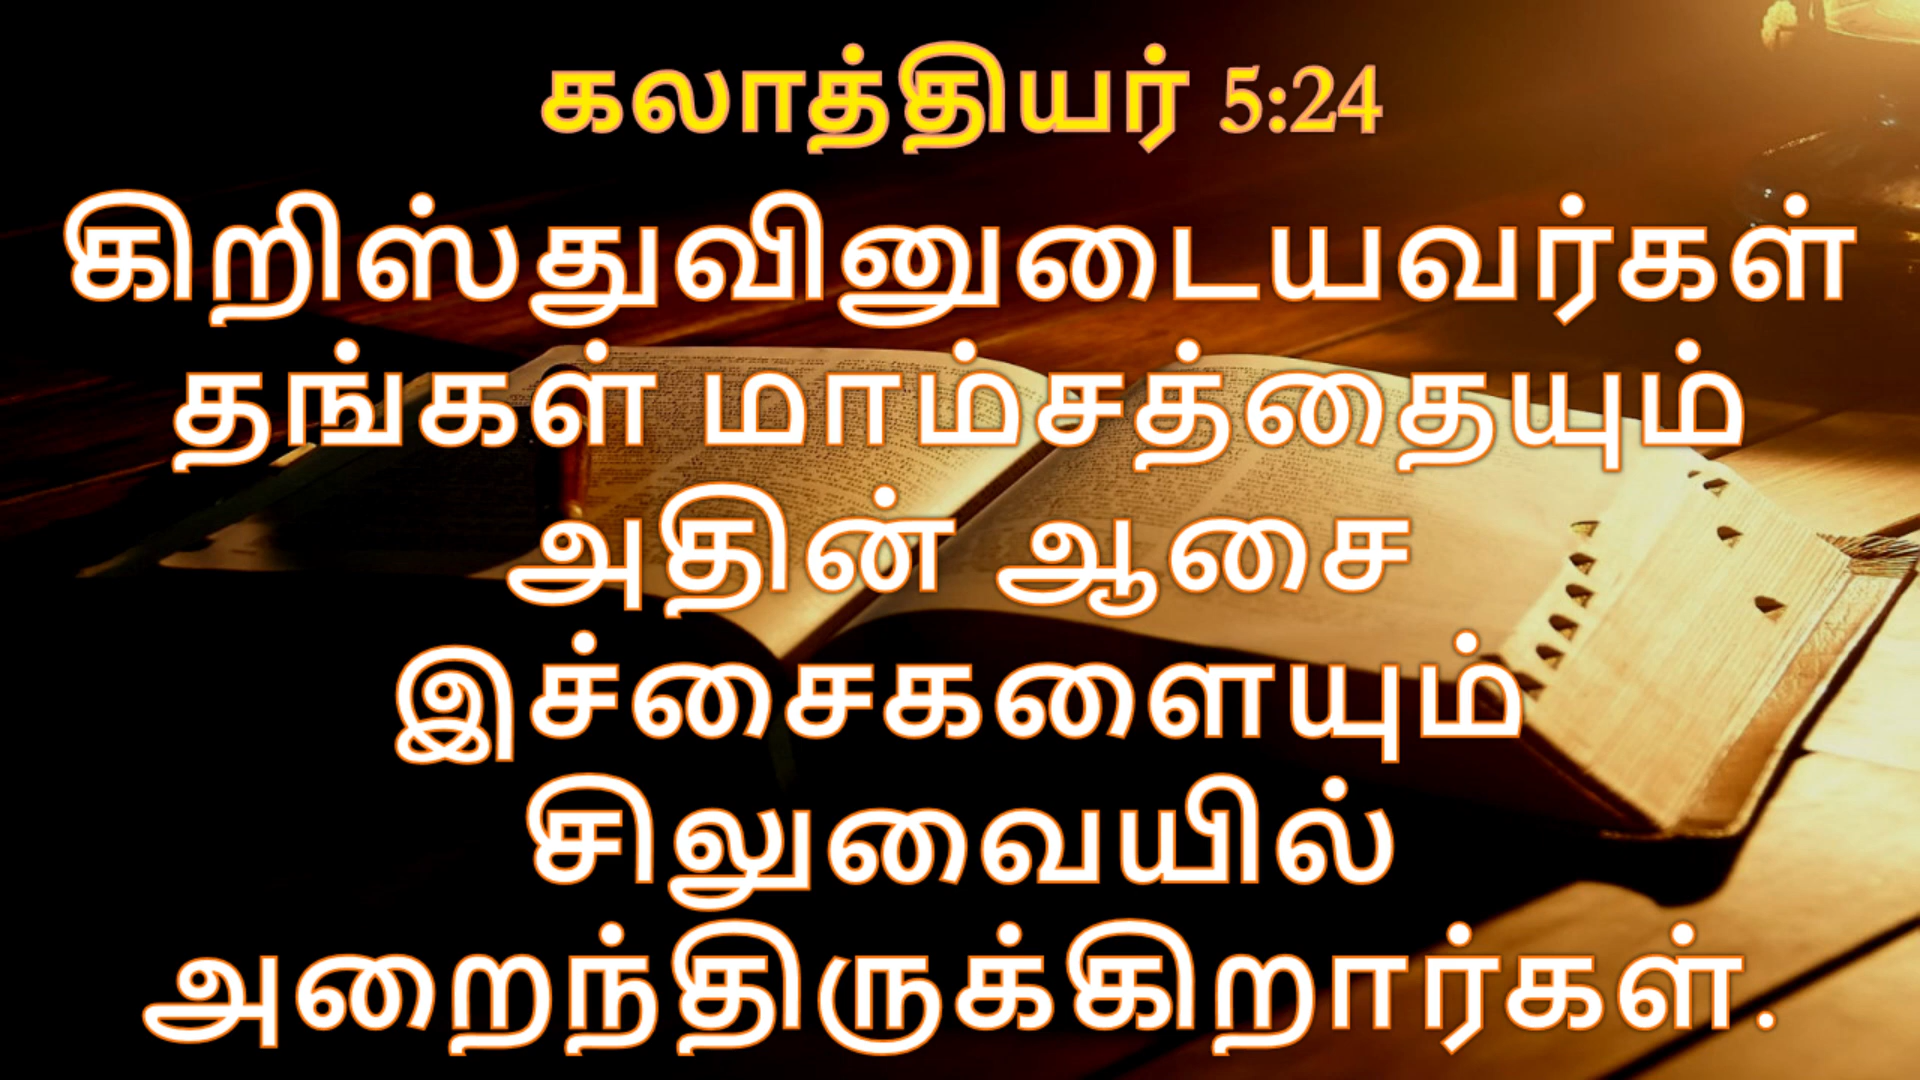 கலாத்தியர் 5:24
கிறிஸ்துவினுடையவர்கள்
தங்கள் மாம்சத்தையும்
அதின் ஆசை
இச்சைகளையும்
சிலுவையில்
அறைந்திருக்கிறார்கள்.